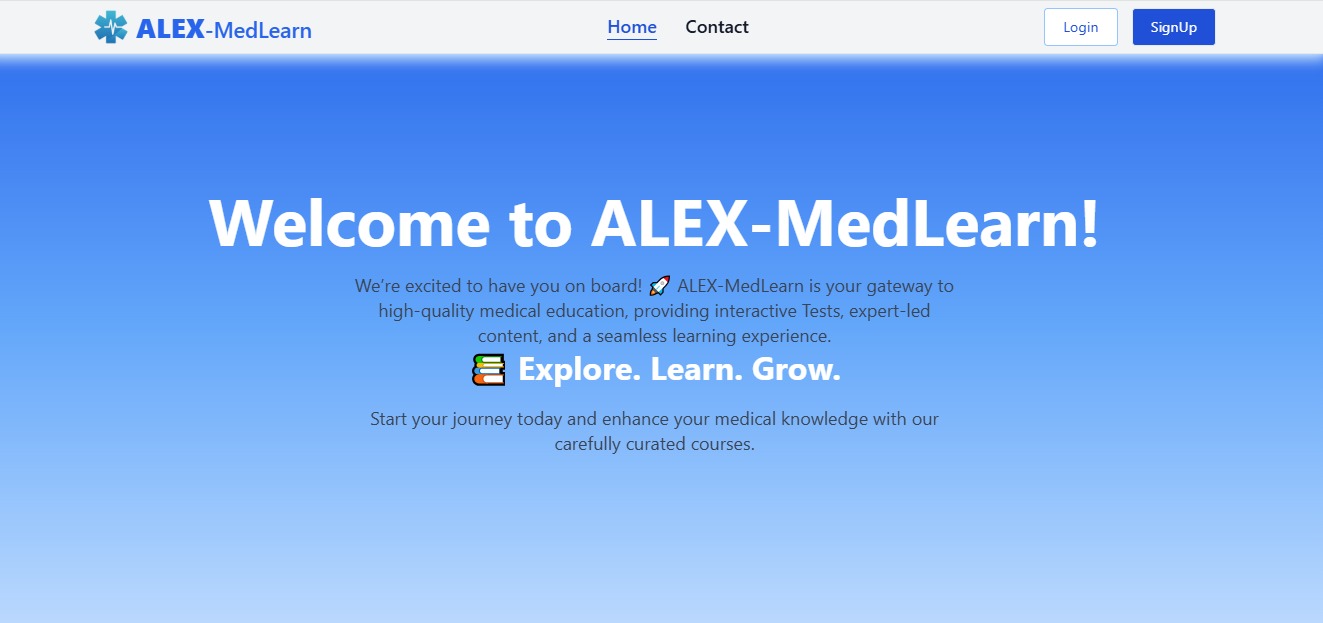 ALEX-MedLearn
Home
Contact
Login
SignUp
Welcome to ALEX-MedLearn!
We’re excited to have you on board! 🚀 ALEX-MedLearn is your gateway to
high-quality medical education, providing interactive Tests, expert-led
content, and a seamless learning experience.
📚 Explore. Learn. Grow.
Start your journey today and enhance your medical knowledge with our
carefully curated courses.